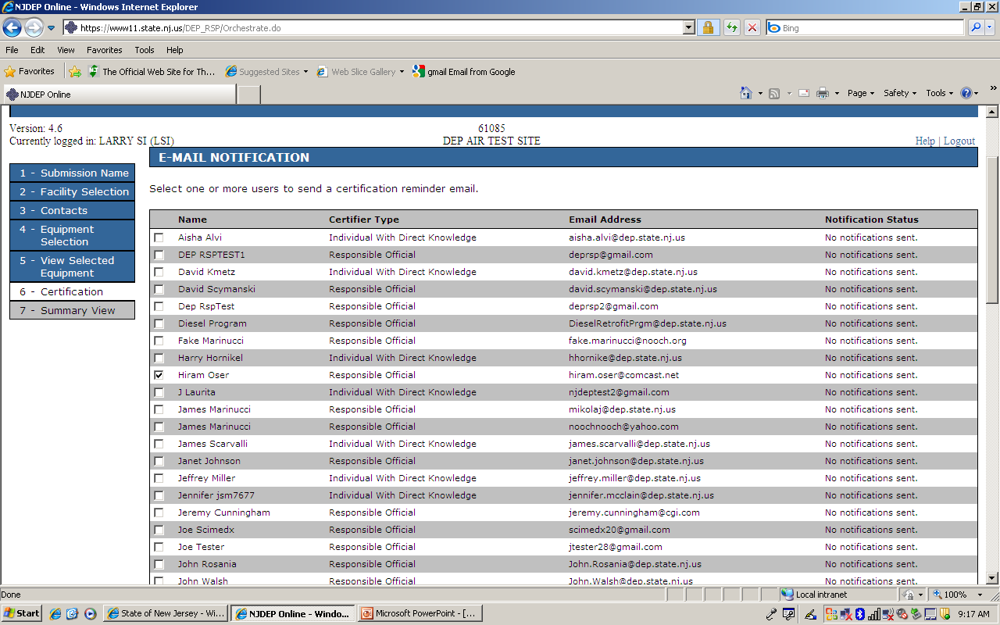 NJDEP Online - Windows Internet Explorer
https://www11.state.nj.us/DEP_RSP/Orchestrate.do
Bing
File Edit View Favorites Tools Help
Favorites The Official Web Site for Th... Suggested Sites Web Slice Gallery gmail Email from Google
NJDEP Online Page Safety Tools
Version: 4.6 61085
Currently logged in: LARRY SI (LSI) DEP AIR TEST SITE Help | Logout
E-MAIL NOTIFICATION
1 - Submission Name
2 - Facility Selection
3 - Contacts
4 - Equipment
Selection
5 - View Selected
Equipment
6 - Certification
7 - Summary View
Select one or more users to send a certification reminder email.
Name Certifier Type Email Address Notification Status
Aisha Alvi Individual With Direct Knowledge aisha.alvi@dep.state.nj.us No notifications sent.
DEP RSPTEST1 Responsible Official deprsp@gmail.com No notifications sent.
David Kmetz Individual With Direct Knowledge david.kmetz@dep.state.nj.us No notifications sent.
David Scymanski Responsible Official david.scymanski@dep.state.nj.us No notifications sent.
Dep RspTest Responsible Official deprsp2@gmail.com No notifications sent.
Diesel Program Responsible Official DieselRetrofitPrgm@dep.state.nj.us No notifications sent.
Fake Marinucci Responsible Official fake.marinucci@nooch.org No notifications sent.
Harry Hornikel Individual With Direct Knowledge hhornike@dep.state.nj.us No notifications sent.
Hiram Oser Responsible Official hiram.oser@comcast.net No notifications sent.
J Laurita Individual With Direct Knowledge njdeptest2@gmail.com No notifications sent.
James Marinucci Responsible Official mikolaj@dep.state.nj.us No notifications sent.
James Marinucci Responsible Official noochnooch@yahoo.com No notifications sent.
James Scarvalli Individual With Direct Knowledge james.scarvalli@dep.state.nj.us No notifications sent.
Janet Johnson Responsible Official janet.johnson@dep.state.nj.us No notifications sent.
Jeffrey Miller Individual With Direct Knowledge jeffrey.miller@dep.state.nj.us No notifications sent.
Jennifer jsm7677 Individual With Direct Knowledge jennifer.mcclain@dep.state.nj.us No notifications sent.
Jeremy Cunningham Responsible Official jeremy.cunningham@cgi.com No notifications sent.
Joe Scimedx Responsible Official scimedx20@gmail.com No notifications sent.
Joe Tester Responsible Official jtester28@gmail.com No notifications sent.
John Rosania Responsible Official John.Rosania@dep.state.nj.us No notifications sent.
John Walsh Responsible Official John.Walsh@dep.state.nj.us No notifications sent.
Done Local intranet 100%
Start State of New Jersey - Wi... NJDEP Online - Windo... Microsoft PowerPoint - [... 9:17 AM